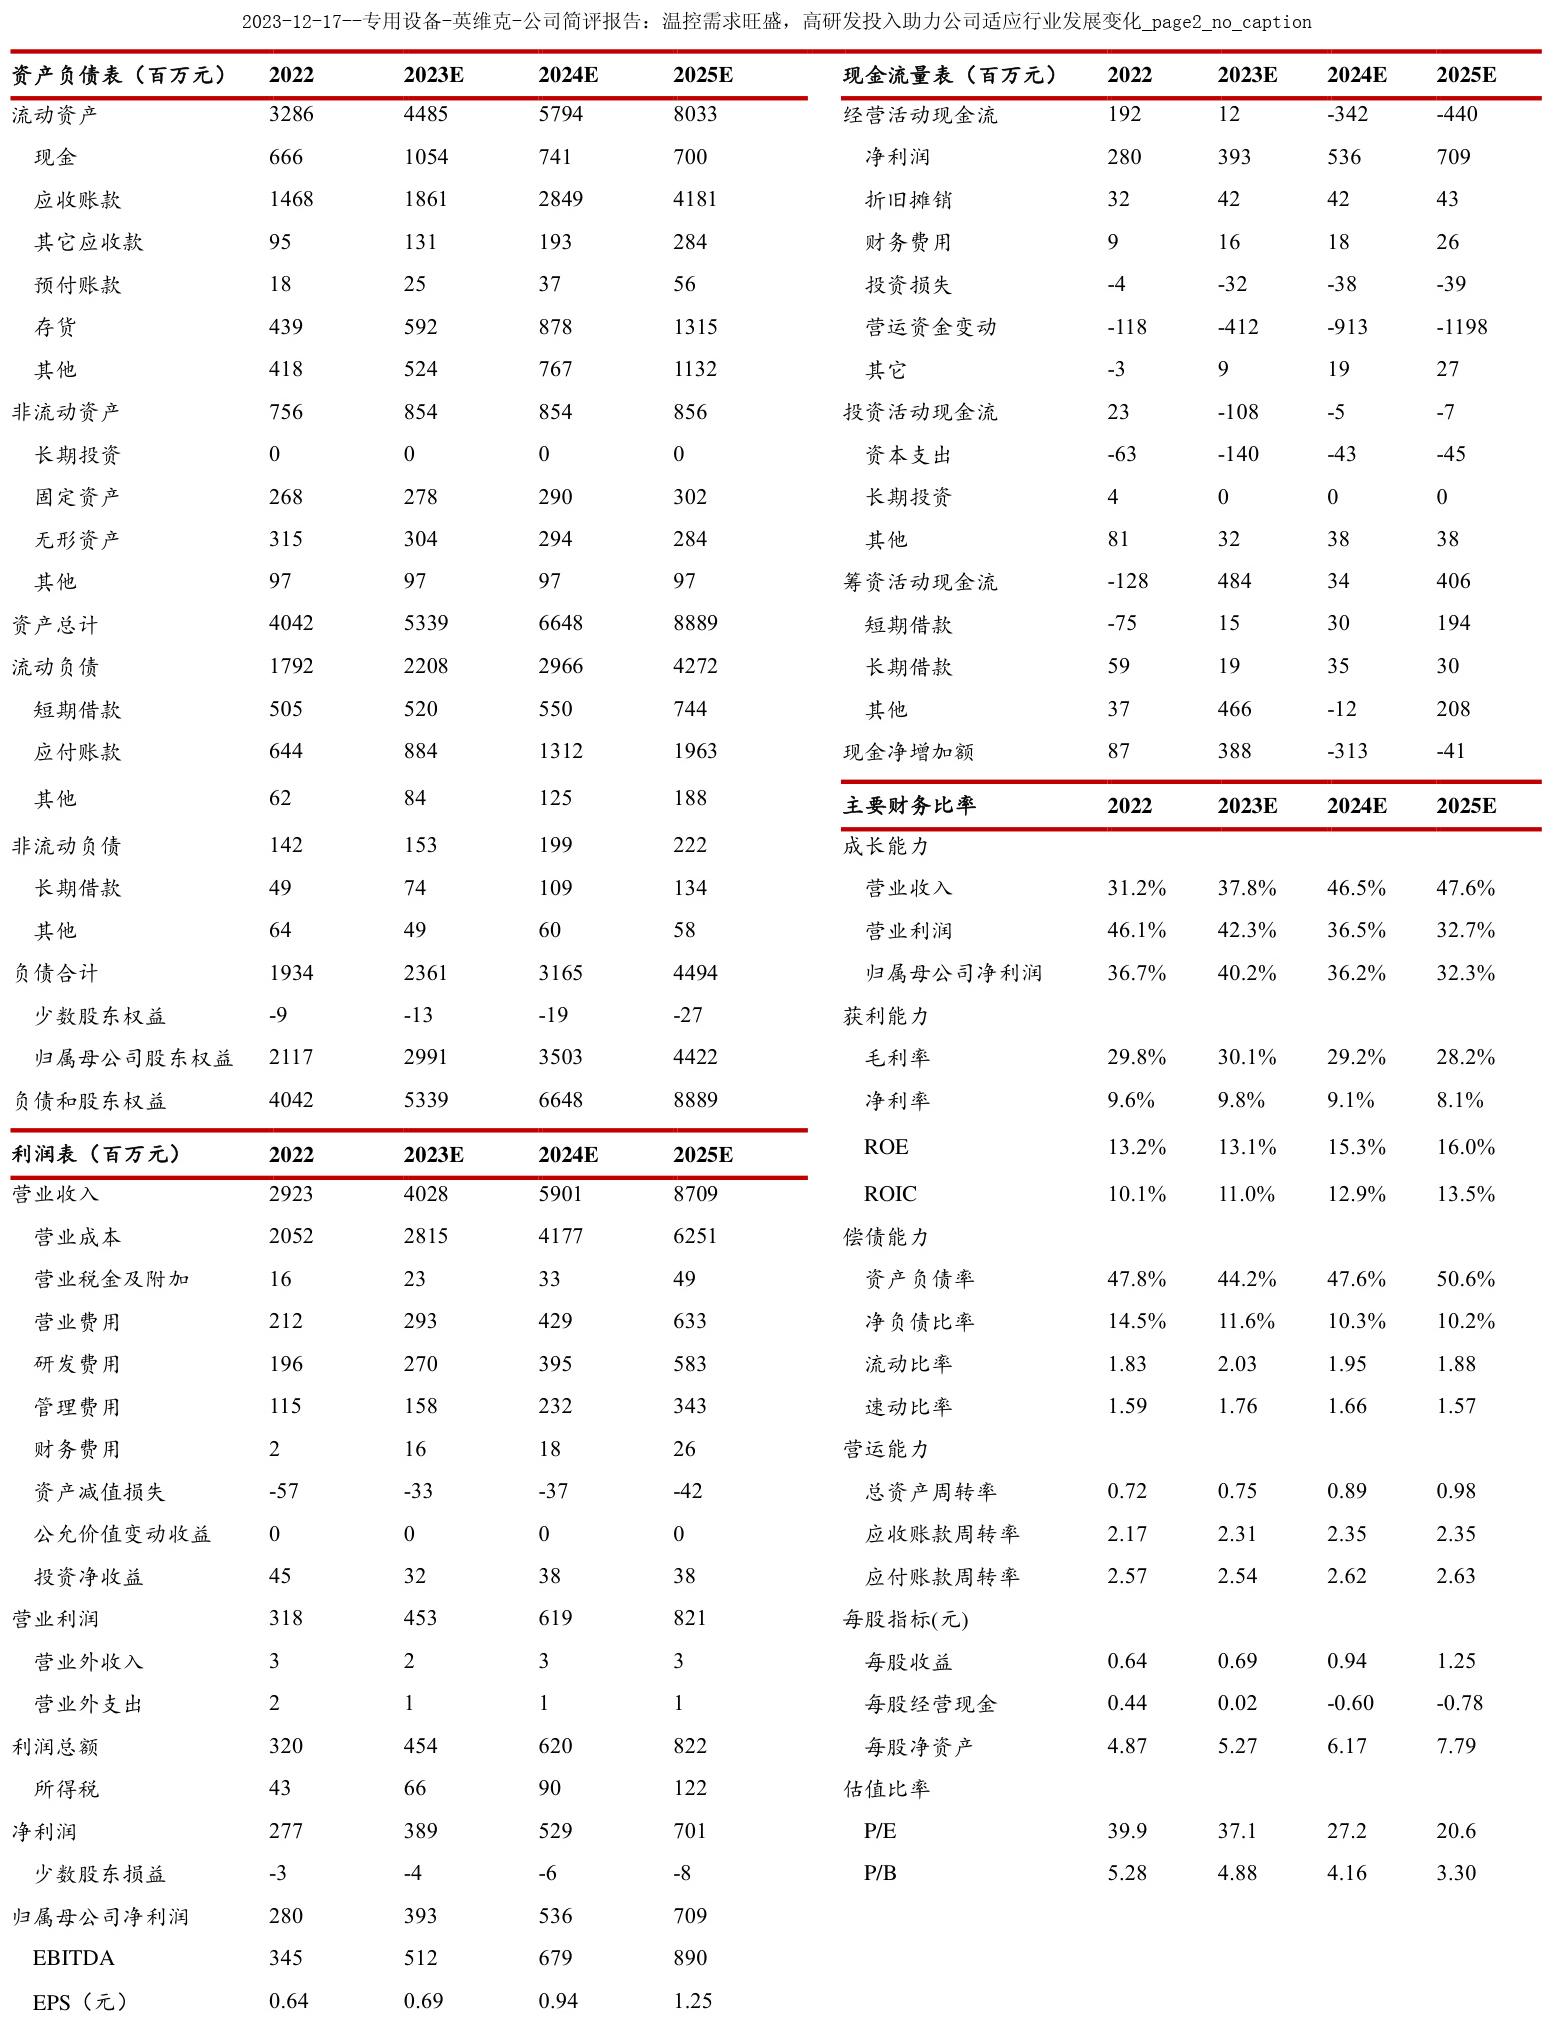 2023-12-17--专用设备-英维克-公司简评报告：温控需求旺盛，高研发投入助力公司适应行业发展变化_page2_no_caption
资产负债表（百万元） 2022 2023E 2024E 2025E
流动资产 3286 4485 5794 8033
现金 666 1054 741 700
应收账款 1468 1861 2849 4181
其它应收款 95 131 193 284
预付账款 18 25 37 56
存货 439 592 878 1315
其他 418 524 767 1132
非流动资产 756 854 854 856
长期投资 0 0 0 0
固定资产 268 278 290 302
无形资产 315 304 294 284
其他 97 97 97 97
资产总计 4042 5339 6648 8889
流动负债 1792 2208 2966 4272
短期借款 505 520 550 744
应付账款 644 884 1312 1963
其他 62 84 125 188
非流动负债 142 153 199 222
长期借款 49 74 109 134
其他 64 49 60 58
负债合计 1934 2361 3165 4494
少数股东权益 -9 -13 -19 -27
归属母公司股东权益 2117 2991 3503 4422
负债和股东权益 4042 5339 6648 8889
利润表（百万元） 2022 2023E 2024E 2025E
营业收入 2923 4028 5901 8709
营业成本 2052 2815 4177 6251
营业税金及附加 16 23 33 49
营业费用 212 293 429 633
研发费用 196 270 395 583
管理费用 115 158 232 343
财务费用 2 16 18 26
资产减值损失 -57 -33 -37 -42
公允价值变动收益 0 0 0 0
投资净收益 45 32 38 38
营业利润 318 453 619 821
营业外收入 3 2 3 3
营业外支出 2 1 1 1
利润总额 320 454 620 822
所得税 43 66 90 122
净利润 277 389 529 701
少数股东损益 -3 -4 -6 -8
归属母公司净利润 280 393 536 709
EBITDA 345 512 679 890
EPS（元） 0.64 0.69 0.94 1.25
现金流量表（百万元） 2022 2023E 2024E 2025E
经营活动现金流 192 12 -342 -440
净利润 280 393 536 709
折旧摊销 32 42 42 43
财务费用 9 16 18 26
投资损失 -4 -32 -38 -39
营运资金变动 -118 -412 -913 -1198
其它 -3 9 19 27
投资活动现金流 23 -108 -5 -7
资本支出 -63 -140 -43 -45
长期投资 4 0 0 0
其他 81 32 38 38
筹资活动现金流 -128 484 34 406
短期借款 -75 15 30 194
长期借款 59 19 35 30
其他 37 466 -12 208
现金净增加额 87 388 -313 -41
主要财务比率 2022 2023E 2024E 2025E
成长能力
营业收入 31.2% 37.8% 46.5% 47.6%
营业利润 46.1% 42.3% 36.5% 32.7%
归属母公司净利润 36.7% 40.2% 36.2% 32.3%
获利能力
毛利率 29.8% 30.1% 29.2% 28.2%
净利率 9.6% 9.8% 9.1% 8.1%
ROE 13.2% 13.1% 15.3% 16.0%
ROIC 10.1% 11.0% 12.9% 13.5%
偿债能力
资产负债率 47.8% 44.2% 47.6% 50.6%
净负债比率 14.5% 11.6% 10.3% 10.2%
流动比率 1.83 2.03 1.95 1.88
速动比率 1.59 1.76 1.66 1.57
营运能力
总资产周转率 0.72 0.75 0.89 0.98
应收账款周转率 2.17 2.31 2.35 2.35
应付账款周转率 2.57 2.54 2.62 2.63
每股指标(元)
每股收益 0.64 0.69 0.94 1.25
每股经营现金 0.44 0.02 -0.60 -0.78
每股净资产 4.87 5.27 6.17 7.79
估值比率
P/E 39.9 37.1 27.2 20.6
P/B 5.28 4.88 4.16 3.30